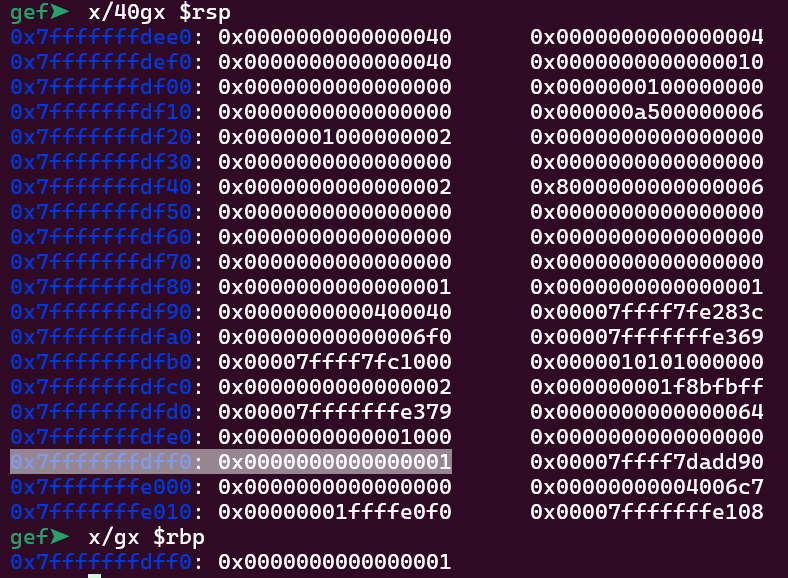 gef➤  x/40gx $rsp
0x7fffffffdee0: 0x0000000000000040 0x0000000000000004
0x7fffffffdef0: 0x0000000000000040 0x0000000000000010
0x7fffffffdf00: 0x0000000000000000 0x0000000100000000
0x7fffffffdf10: 0x0000000000000000 0x000000a500000006
0x7fffffffdf20: 0x0000001000000002 0x0000000000000000
0x7fffffffdf30: 0x0000000000000000 0x0000000000000000
0x7fffffffdf40: 0x0000000000000002 0x8000000000000006
0x7fffffffdf50: 0x0000000000000000 0x0000000000000000
0x7fffffffdf60: 0x0000000000000000 0x0000000000000000
0x7fffffffdf70: 0x0000000000000000 0x0000000000000000
0x7fffffffdf80: 0x0000000000000001 0x0000000000000001
0x7fffffffdf90: 0x0000000000400040 0x00007ffff7fe283c
0x7fffffffdfa0: 0x00000000000006f0 0x00007fffffffe369
0x7fffffffdfb0: 0x00007ffff7fc1000 0x0000010101000000
0x7fffffffdfc0: 0x0000000000000002 0x000000001f8bfbff
0x7fffffffdfd0: 0x00007fffffffe379 0x0000000000000064
0x7fffffffdfe0: 0x0000000000001000 0x0000000000000000
0x7fffffffdff0: 0x0000000000000001 0x00007ffff7dadd90
0x7fffffffe000: 0x0000000000000000 0x00000000004006c7
0x7fffffffe010: 0x00000001ffffe0f0 0x00007fffffffe108
gef➤  x/gx $rbp
0x7fffffffdff0: 0x0000000000000001